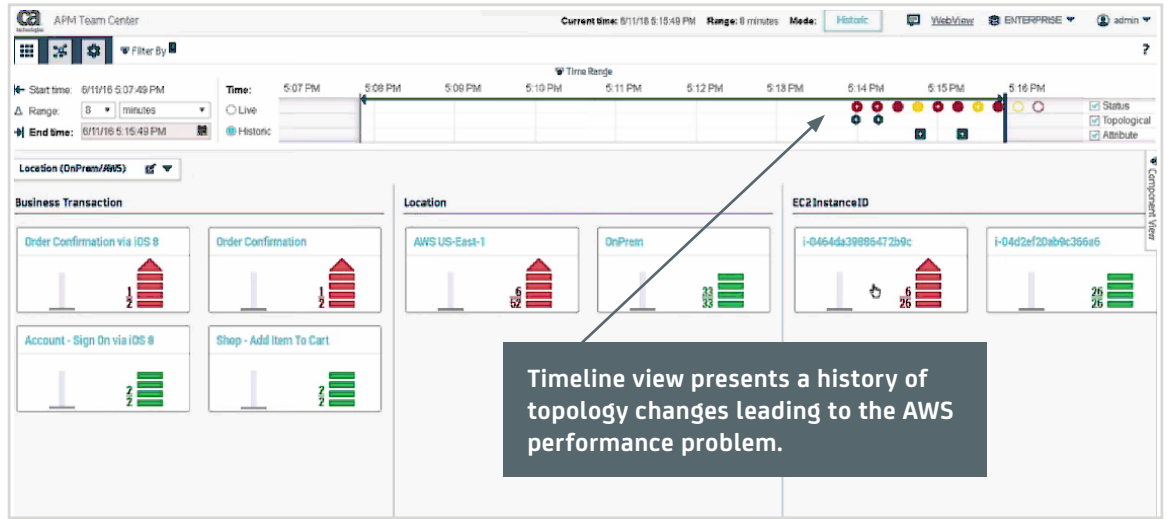 ca
technologies
APM Team Center
Current time: 6/11/16 5:15:49 PM Range: 8 minutes Mode: Historic WebView ENTERPRISE admin
Filter By ?
Time Range
Start time: 6/11/16 5:07:49 PM
Range: 8 minutes
End time: 6/11/16 5:15:49 PM
Time:
Live
Historic
5:07 PM 5:08 PM 5:09 PM 5:10 PM 5:11 PM 5:12 PM 5:13 PM 5:14 PM 5:15 PM 5:16 PM
Status
Topological
Attribute
Component View
Location (OnPrem/AWS)
Business Transaction
Order Confirmation via iOS 8
1
2
Order Confirmation
1
2
Account - Sign On via iOS 8
2
2
Shop - Add Item To Cart
2
2
Location
AWS US-East-1
6
52
OnPrem
33
33
EC2InstanceID
i-0464da39886472b9c
6
26
i-04d2ef20ab9c366a6
26
26
Timeline view presents a history of
topology changes leading to the AWS
performance problem.